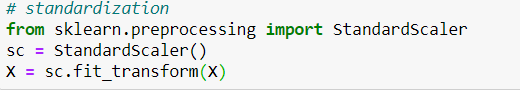 # standardization
from sklearn.preprocessing import StandardScaler
sc = StandardScaler()
X = sc.fit_transform(X)